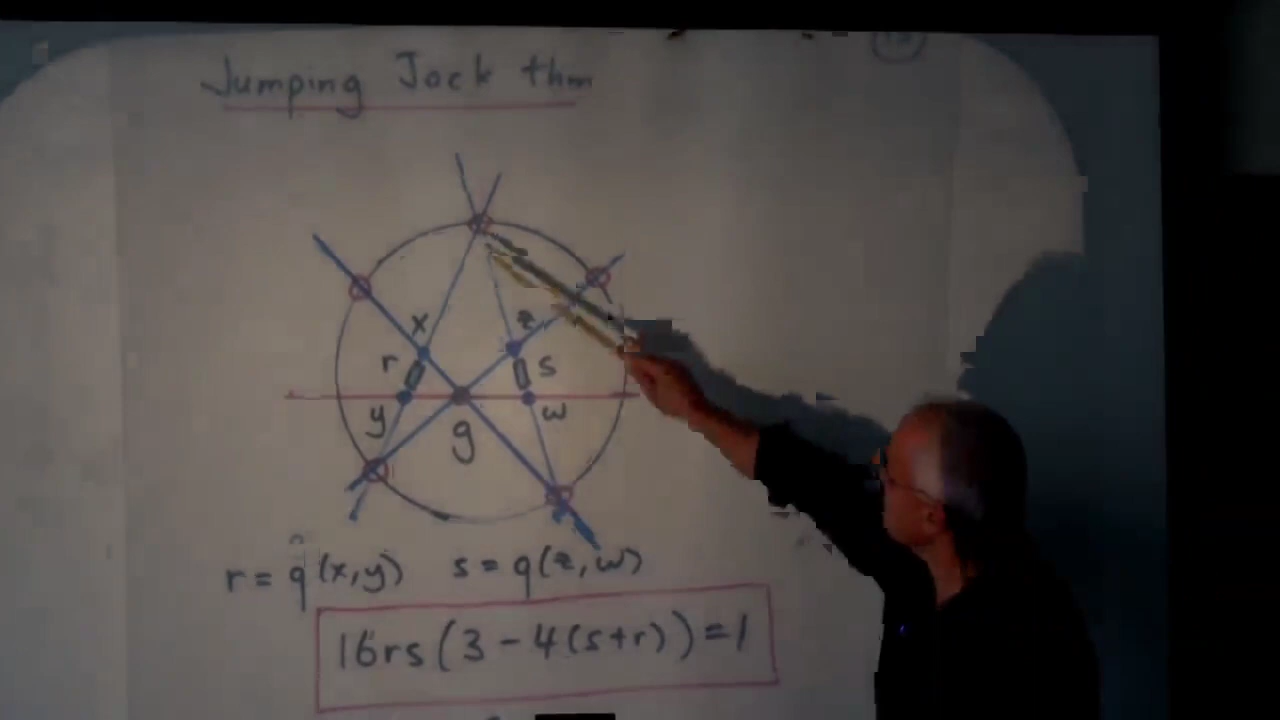 Jumping Jack thm
x
z
r
s
y
w
g
r = q(x,y) s = q(z,w)
16rs(3 - 4(s+r)) = 1